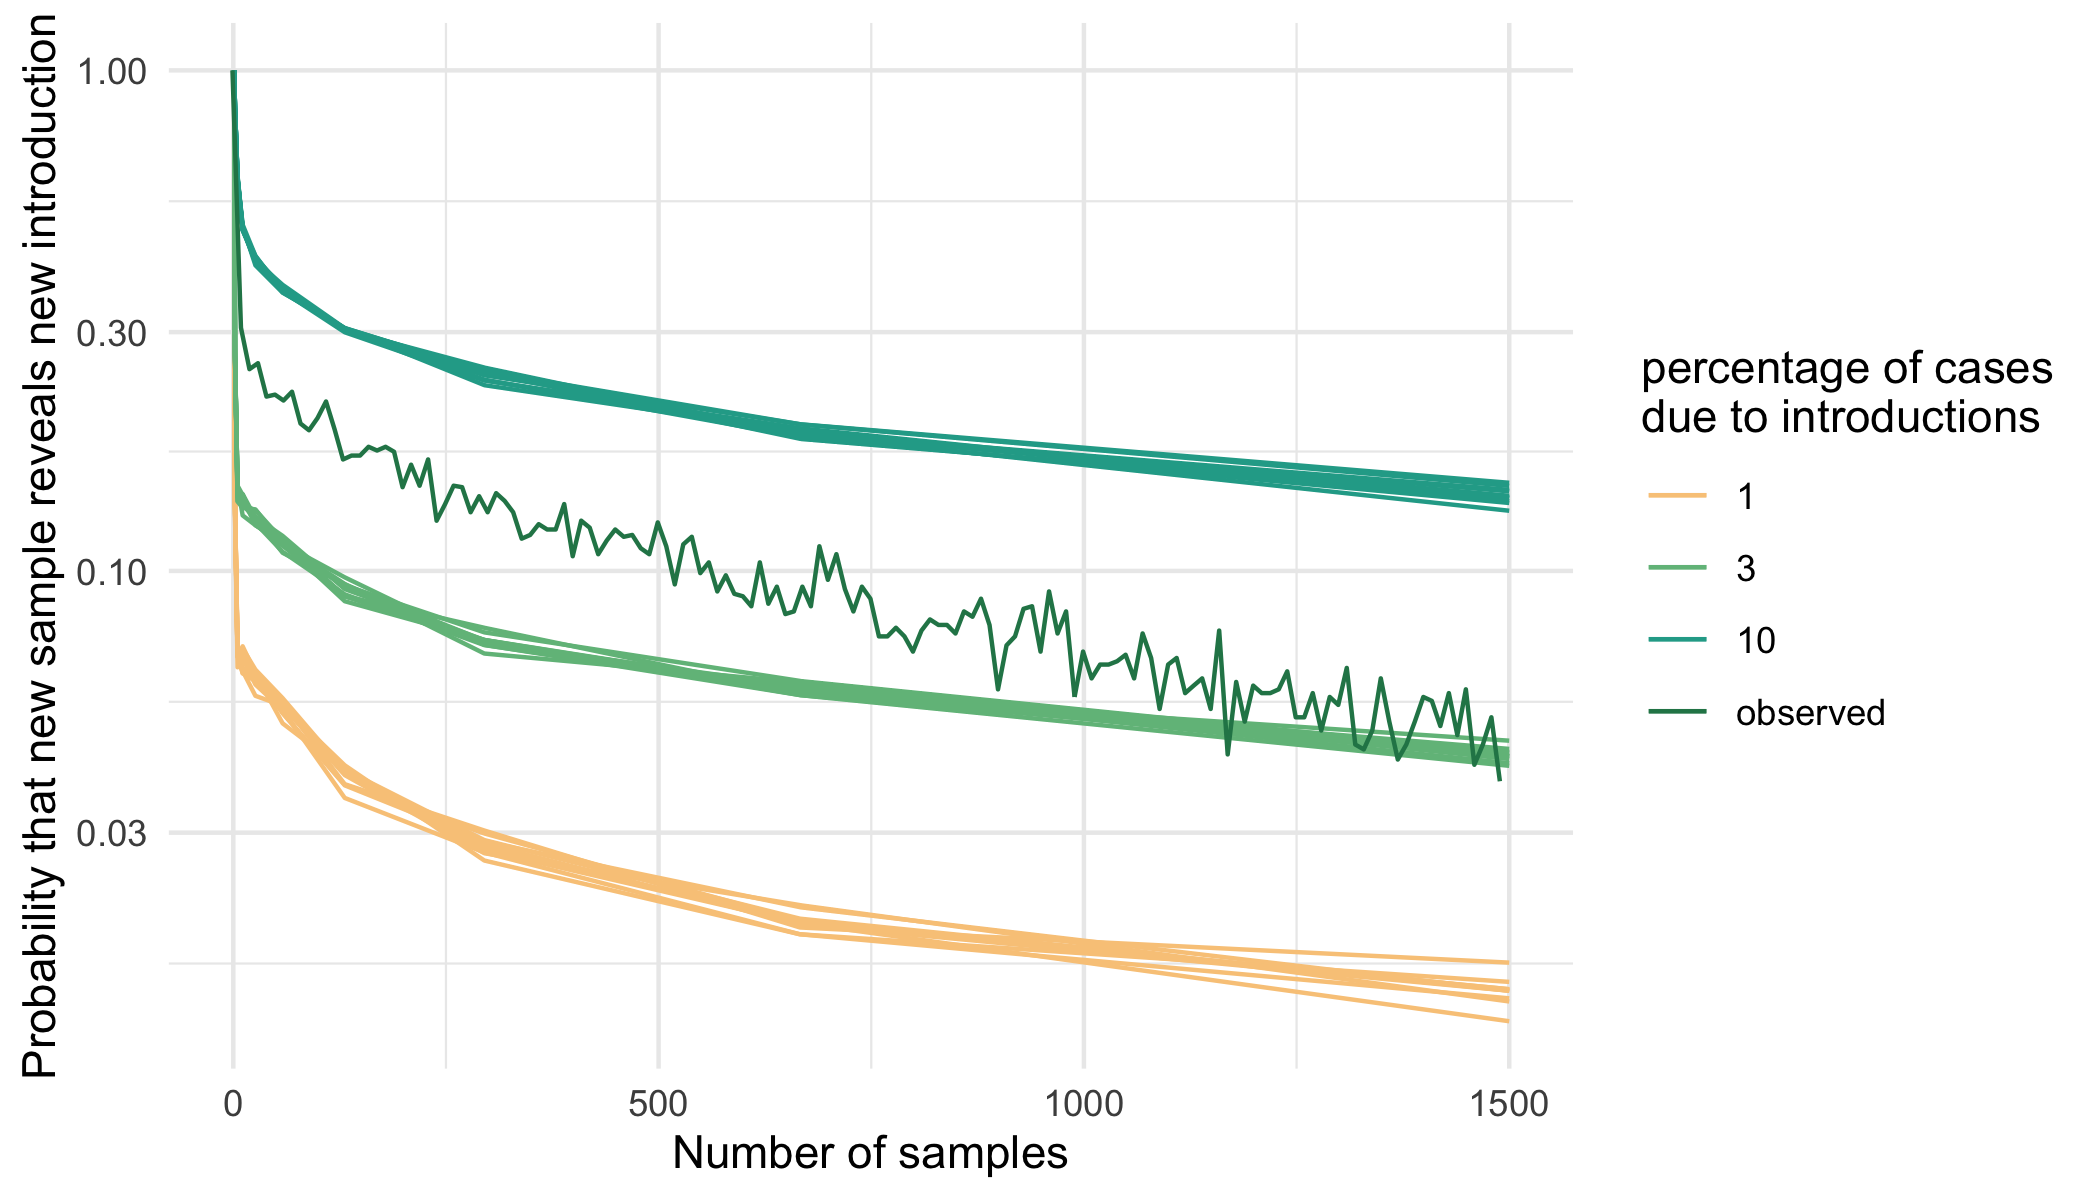 Probability that new sample reveals new introduction
1.00
0.30
0.10
0.03
0
500
1000
1500
Number of samples
percentage of cases
due to introductions
1
3
10
observed